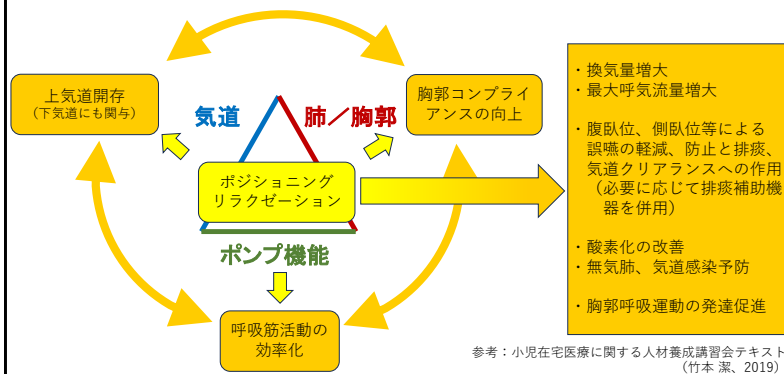 上気道開存
（下気道にも関与）
気道
肺／胸郭
胸郭コンプライ
アンスの向上
ポジショニング
リラクゼーション
ポンプ機能
呼吸筋活動の
効率化
・換気量増大
・最大呼気流量増大
・腹臥位、側臥位等による
誤嚥の軽減、防止と排痰、
気道クリアランスへの作用
（必要に応じて排痰補助機
器を併用）
・酸素化の改善
・無気肺、気道感染予防
・胸郭呼吸運動の発達促進
参考：小児在宅医療に関する人材養成講習会テキスト
（竹本 潔、2019）